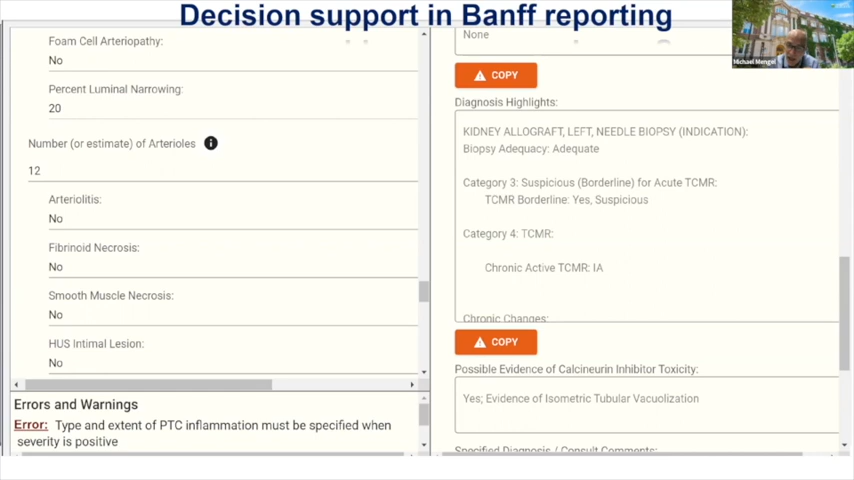 Decision support in Banff reporting
Michael Mengel
Foam Cell Arteriopathy:
No
Percent Luminal Narrowing:
20
Number (or estimate) of Arterioles
12
Arteriolitis:
No
Fibrinoid Necrosis:
No
Smooth Muscle Necrosis:
No
HUS Intimal Lesion:
No
Errors and Warnings
Error: Type and extent of PTC inflammation must be specified when
severity is positive
None
COPY
Diagnosis Highlights:
KIDNEY ALLOGRAFT, LEFT, NEEDLE BIOPSY (INDICATION):
Biopsy Adequacy: Adequate
Category 3: Suspicious (Borderline) for Acute TCMR:
TCMR Borderline: Yes, Suspicious
Category 4: TCMR:
Chronic Active TCMR: IA
Chronic Changes:
COPY
Possible Evidence of Calcineurin Inhibitor Toxicity:
Yes; Evidence of Isometric Tubular Vacuolization
Specified Diagnosis / Consult Comments: